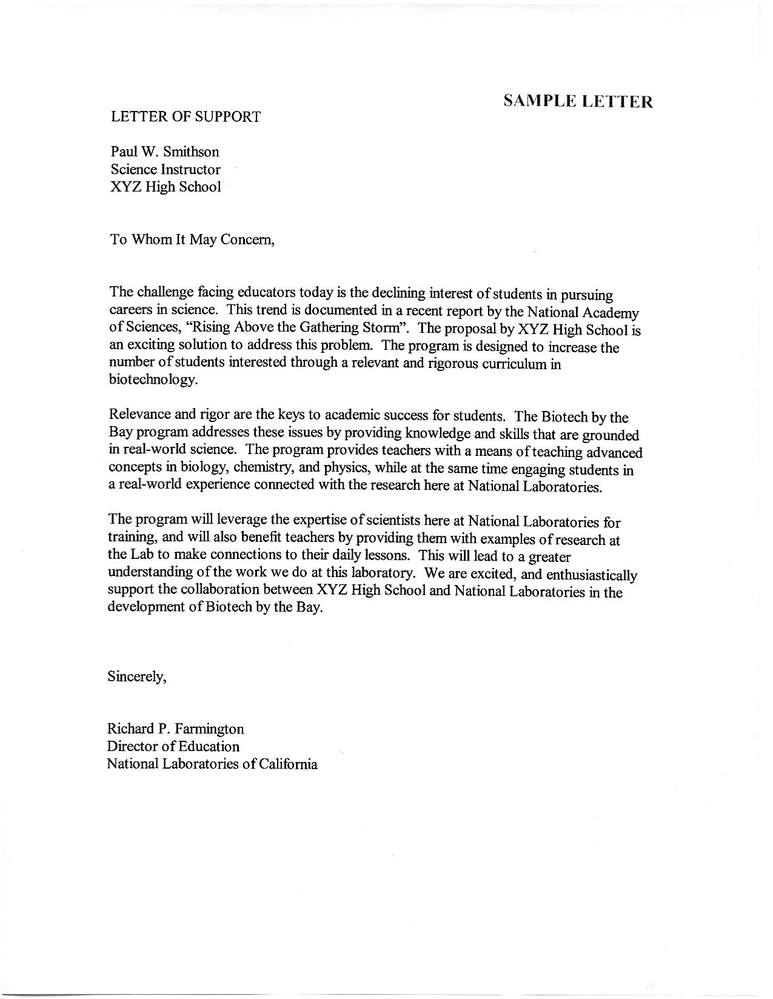 SAMPLE LETTER
LETTER OF SUPPORT
Paul W. Smithson
Science Instructor
XYZ High School
To Whom It May Concern,
The challenge facing educators today is the declining interest of students in pursuing
careers in science. This trend is documented in a recent report by the National Academy
of Sciences, “Rising Above the Gathering Storm”. The proposal by XYZ High School is
an exciting solution to address this problem. The program is designed to increase the
number of students interested through a relevant and rigorous curriculum in
biotechnology.
Relevance and rigor are the keys to academic success for students. The Biotech by the
Bay program addresses these issues by providing knowledge and skills that are grounded
in real-world science. The program provides teachers with a means of teaching advanced
concepts in biology, chemistry, and physics, while at the same time engaging students in
a real-world experience connected with the research here at National Laboratories.
The program will leverage the expertise of scientists here at National Laboratories for
training, and will also benefit teachers by providing them with examples of research at
the Lab to make connections to their daily lessons. This will lead to a greater
understanding of the work we do at this laboratory. We are excited, and enthusiastically
support the collaboration between XYZ High School and National Laboratories in the
development of Biotech by the Bay.
Sincerely,
Richard P. Farmington
Director of Education
National Laboratories of California